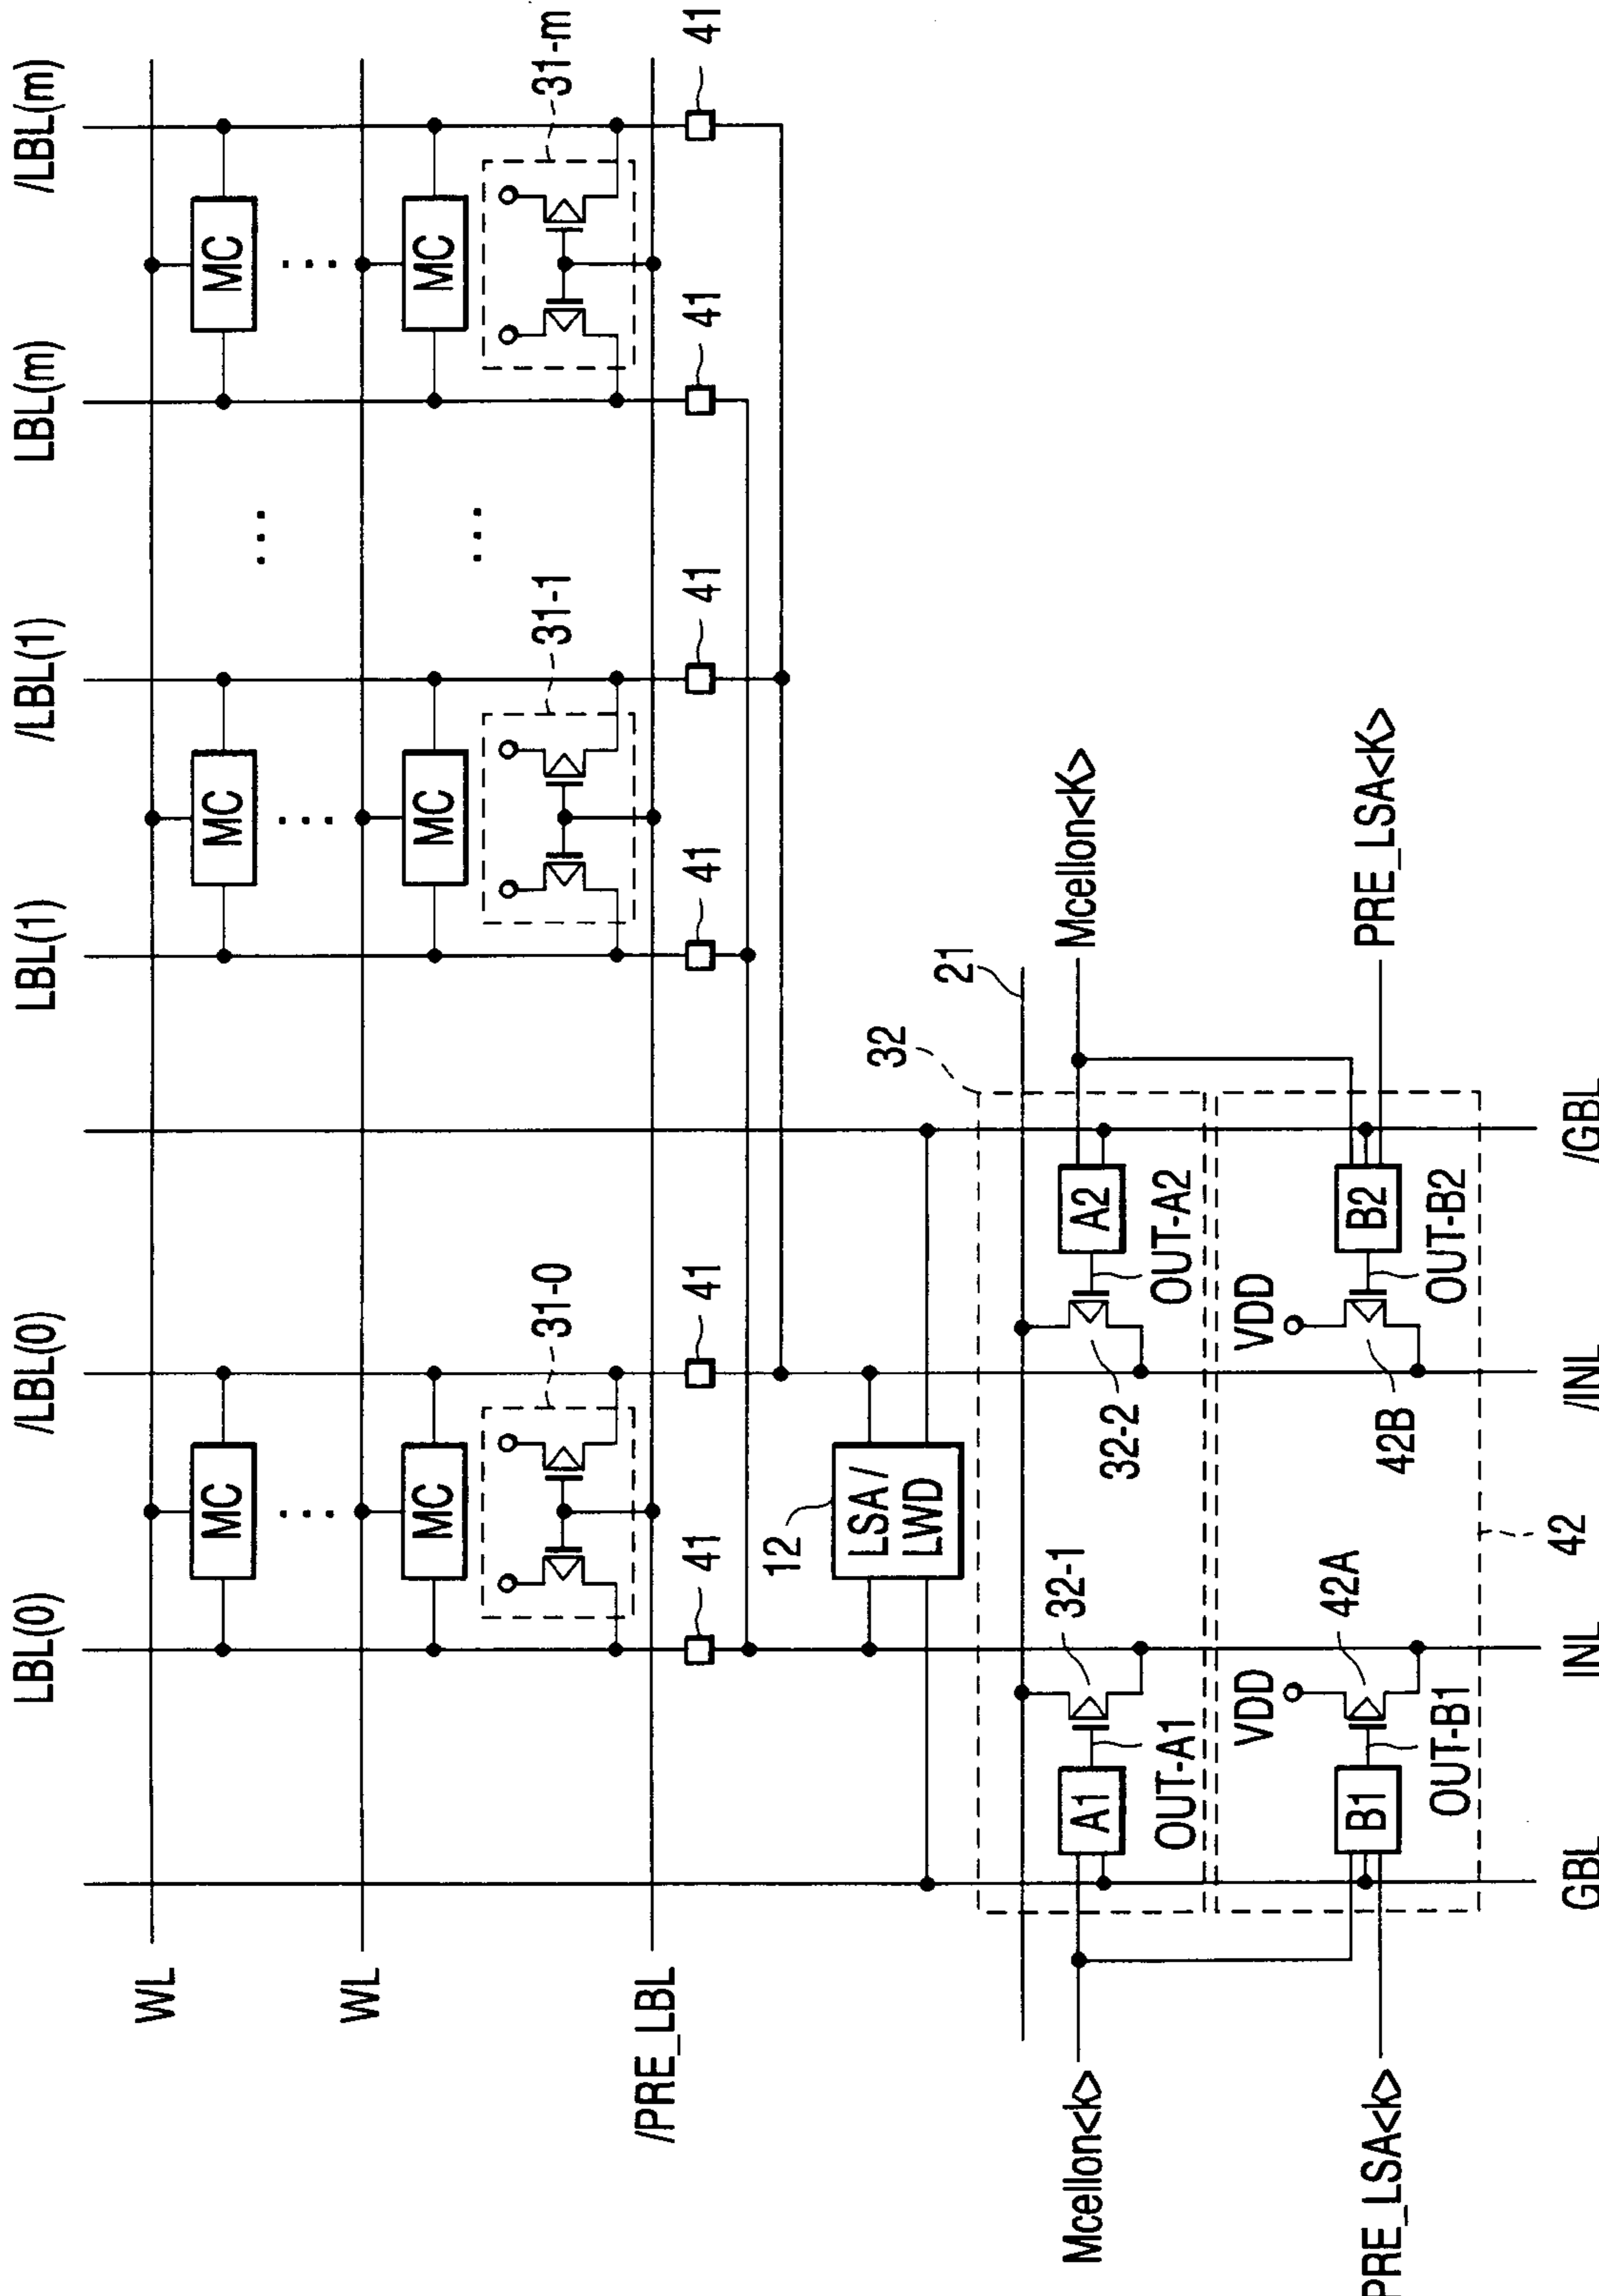 LBL(0)
/LBL(0)
LBL(1)
/LBL(1)
LBL(m)
/LBL(m)
WL
MC
MC
MC
WL
MC
MC
MC
31-0
31-1
31-m
/PRE_LBL
41
41
41
41
41
41
12
LSA /
LWD
32
21
Mcellon<k>
A1
32-1
32-2
A2
Mcellon<K>
OUT-A1
OUT-A2
VDD
VDD
PRE_LSA<k>
B1
42A
42B
B2
PRE_LSA<K>
OUT-B1
OUT-B2
42
GBL
INL
/INL
/GBL